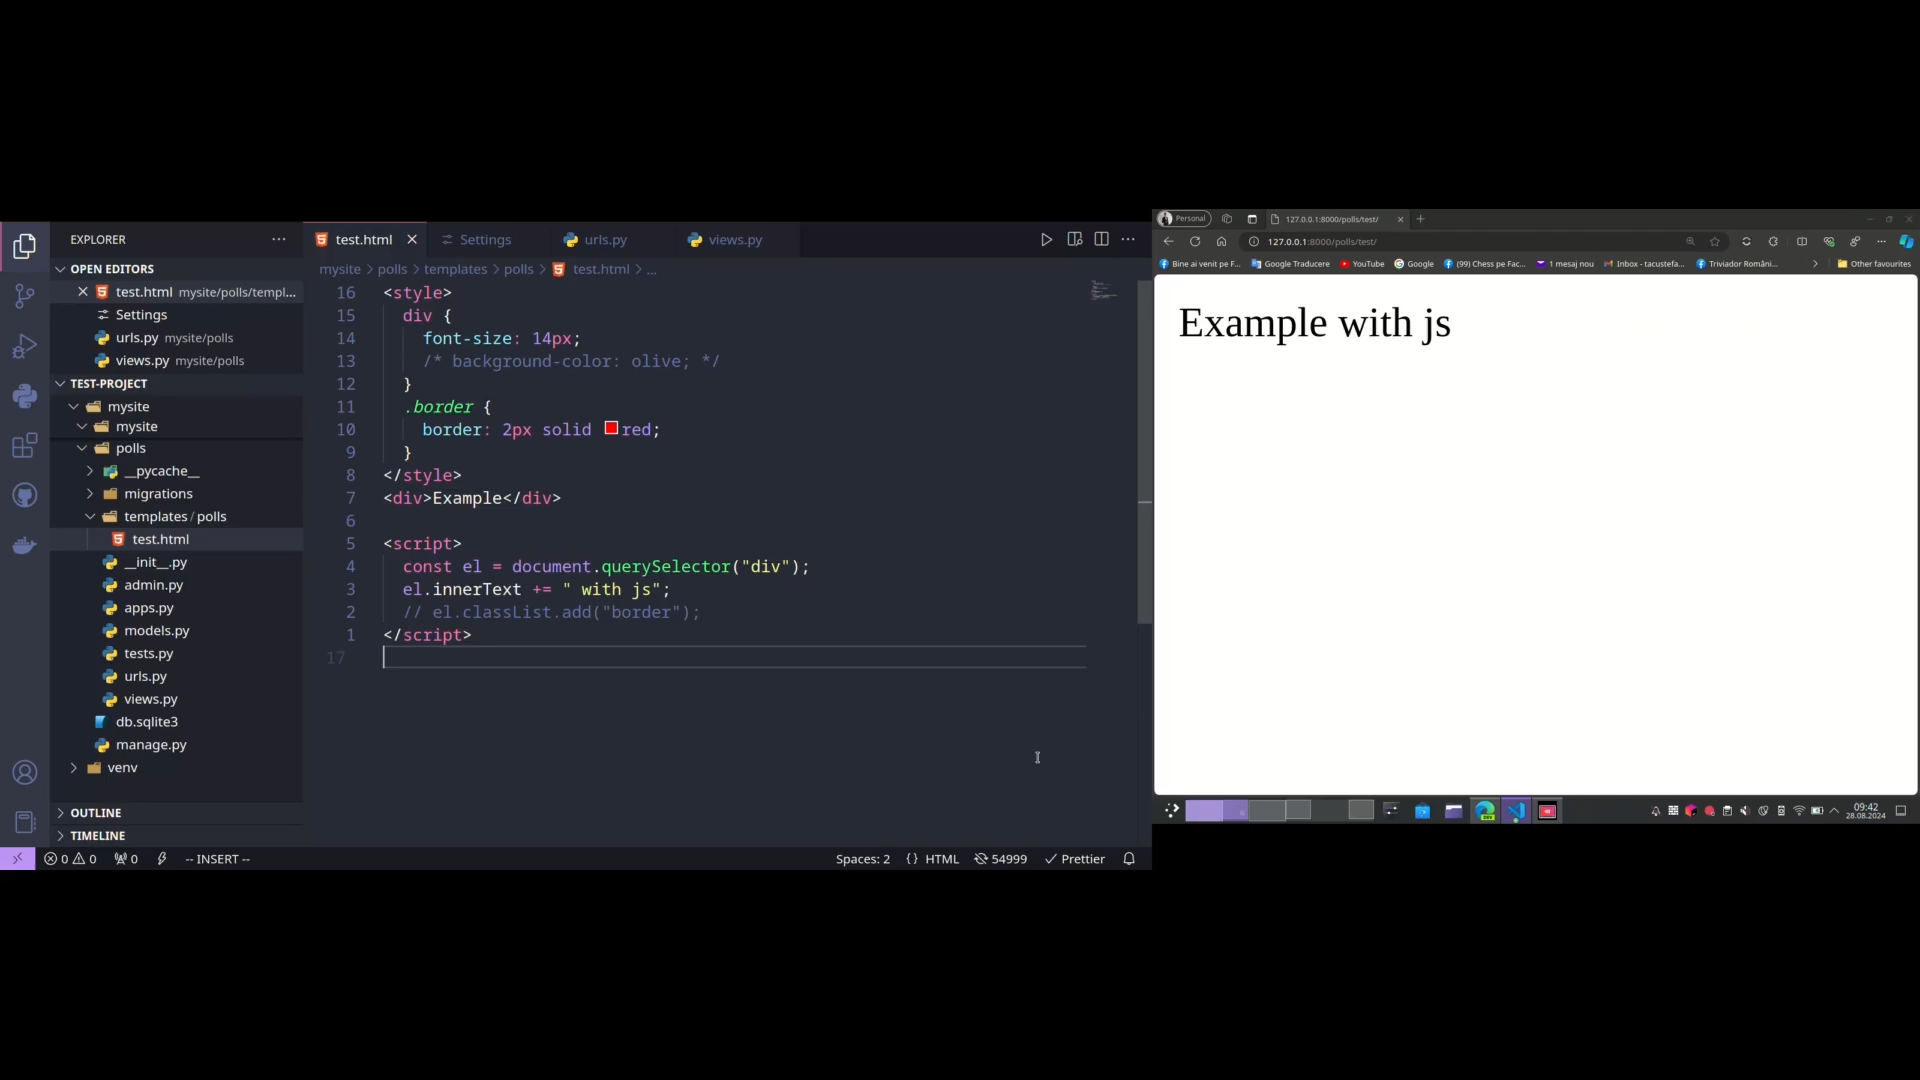 EXPLORER
OPEN EDITORS
test.html mysite/polls/templ...
Settings
urls.py mysite/polls
views.py mysite/polls
TEST-PROJECT
mysite
mysite
polls
__pycache__
migrations
templates/polls
test.html
__init__.py
admin.py
apps.py
models.py
tests.py
urls.py
views.py
db.sqlite3
manage.py
venv
OUTLINE
TIMELINE
test.html Settings urls.py views.py
mysite > polls > templates > polls > test.html > ...
16 <style>
15 div {
14 font-size: 14px;
13 /* background-color: olive; */
12 }
11 .border {
10 border: 2px solid red;
9 }
8 </style>
7 <div>Example</div>
6
5 <script>
4 const el = document.querySelector("div");
3 el.innerText += " with js";
2 // el.classList.add("border");
1 </script>
17
0 0 0 -- INSERT -- Spaces: 2 {} HTML 54999 Prettier
Personal 127.0.0.1:8000/polls/test/
127.0.0.1:8000/polls/test/
Bine ai venit pe F... Google Traducere YouTube Google (99) Chess pe Fac... 1 mesaj nou Inbox - tacustefa... Triviador Români... Other favourites
Example with js
DEV
09:42
28.08.2024